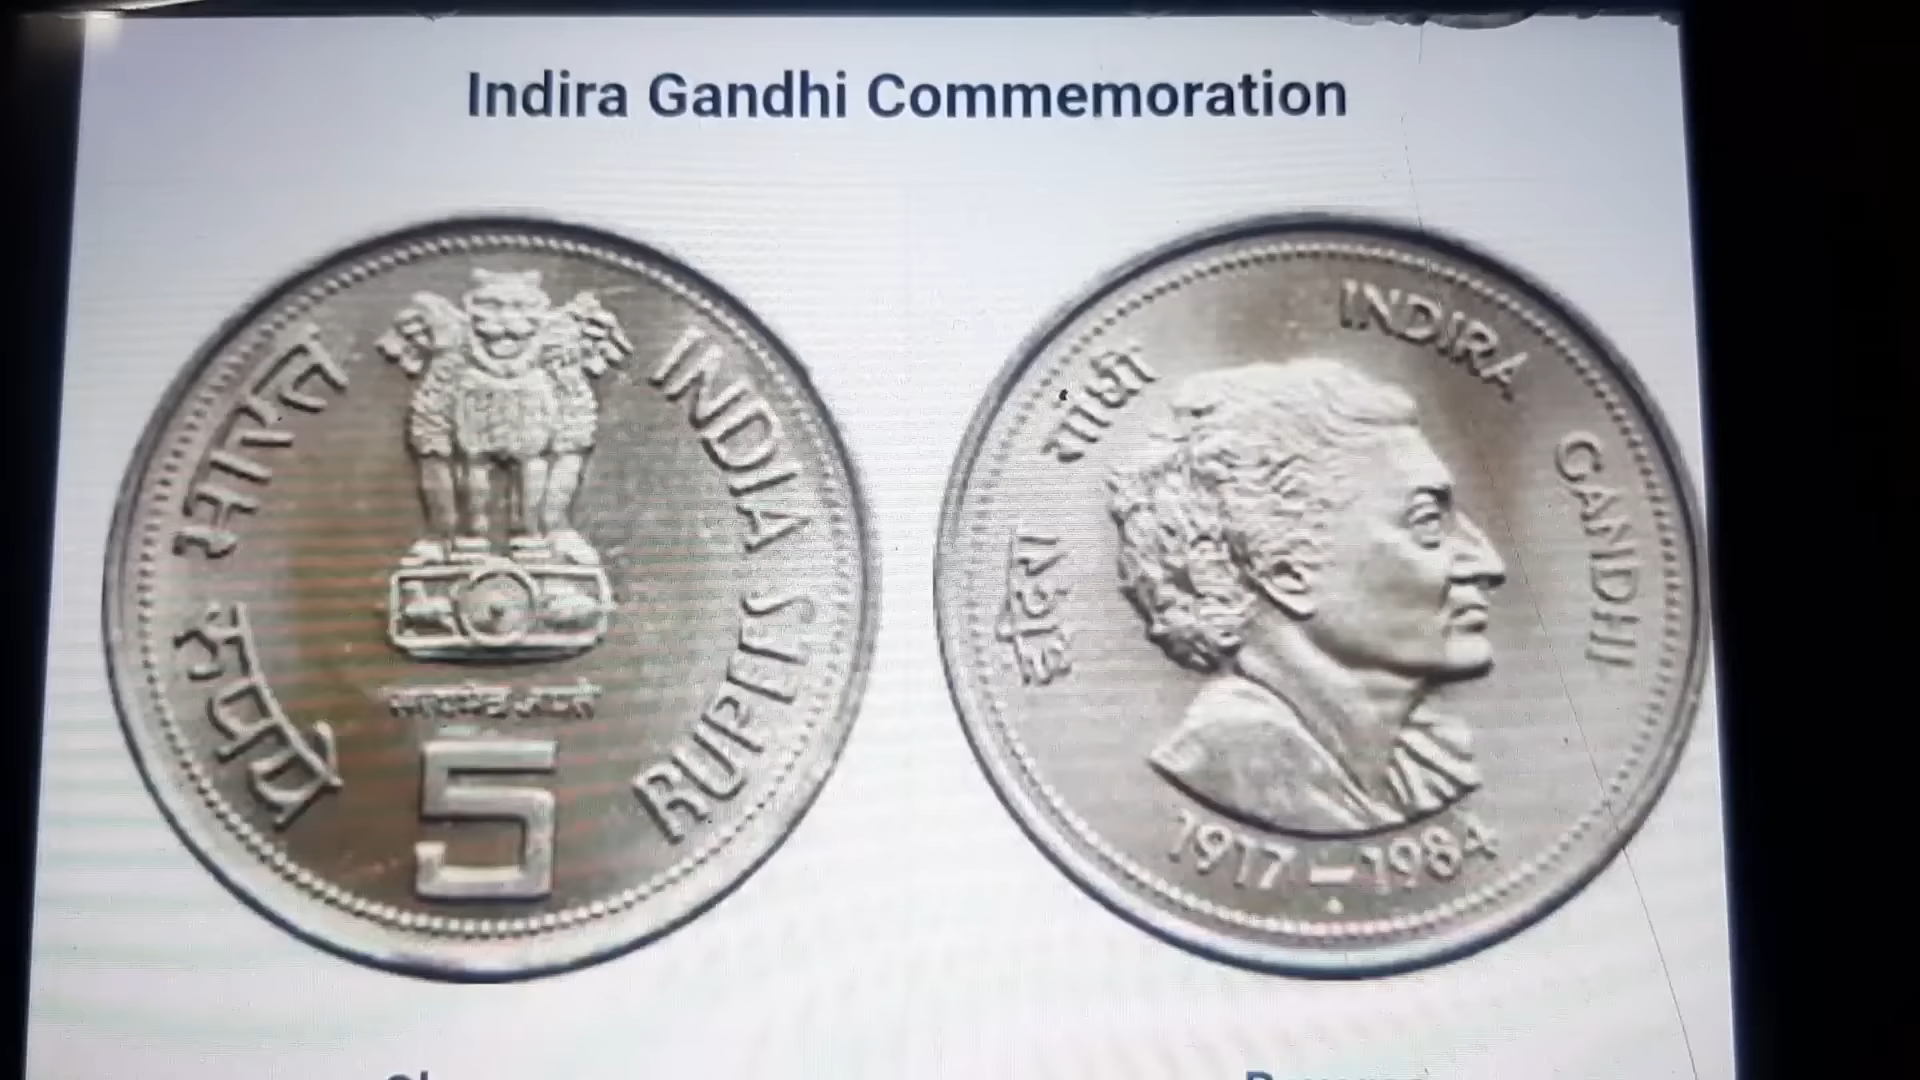 Indira Gandhi Commemoration
भारत
INDIA
रुपये
RUPEES
सत्यमेव जयते
5
इंदिरा गांधी
INDIRA GANDHI
1917 - 1984